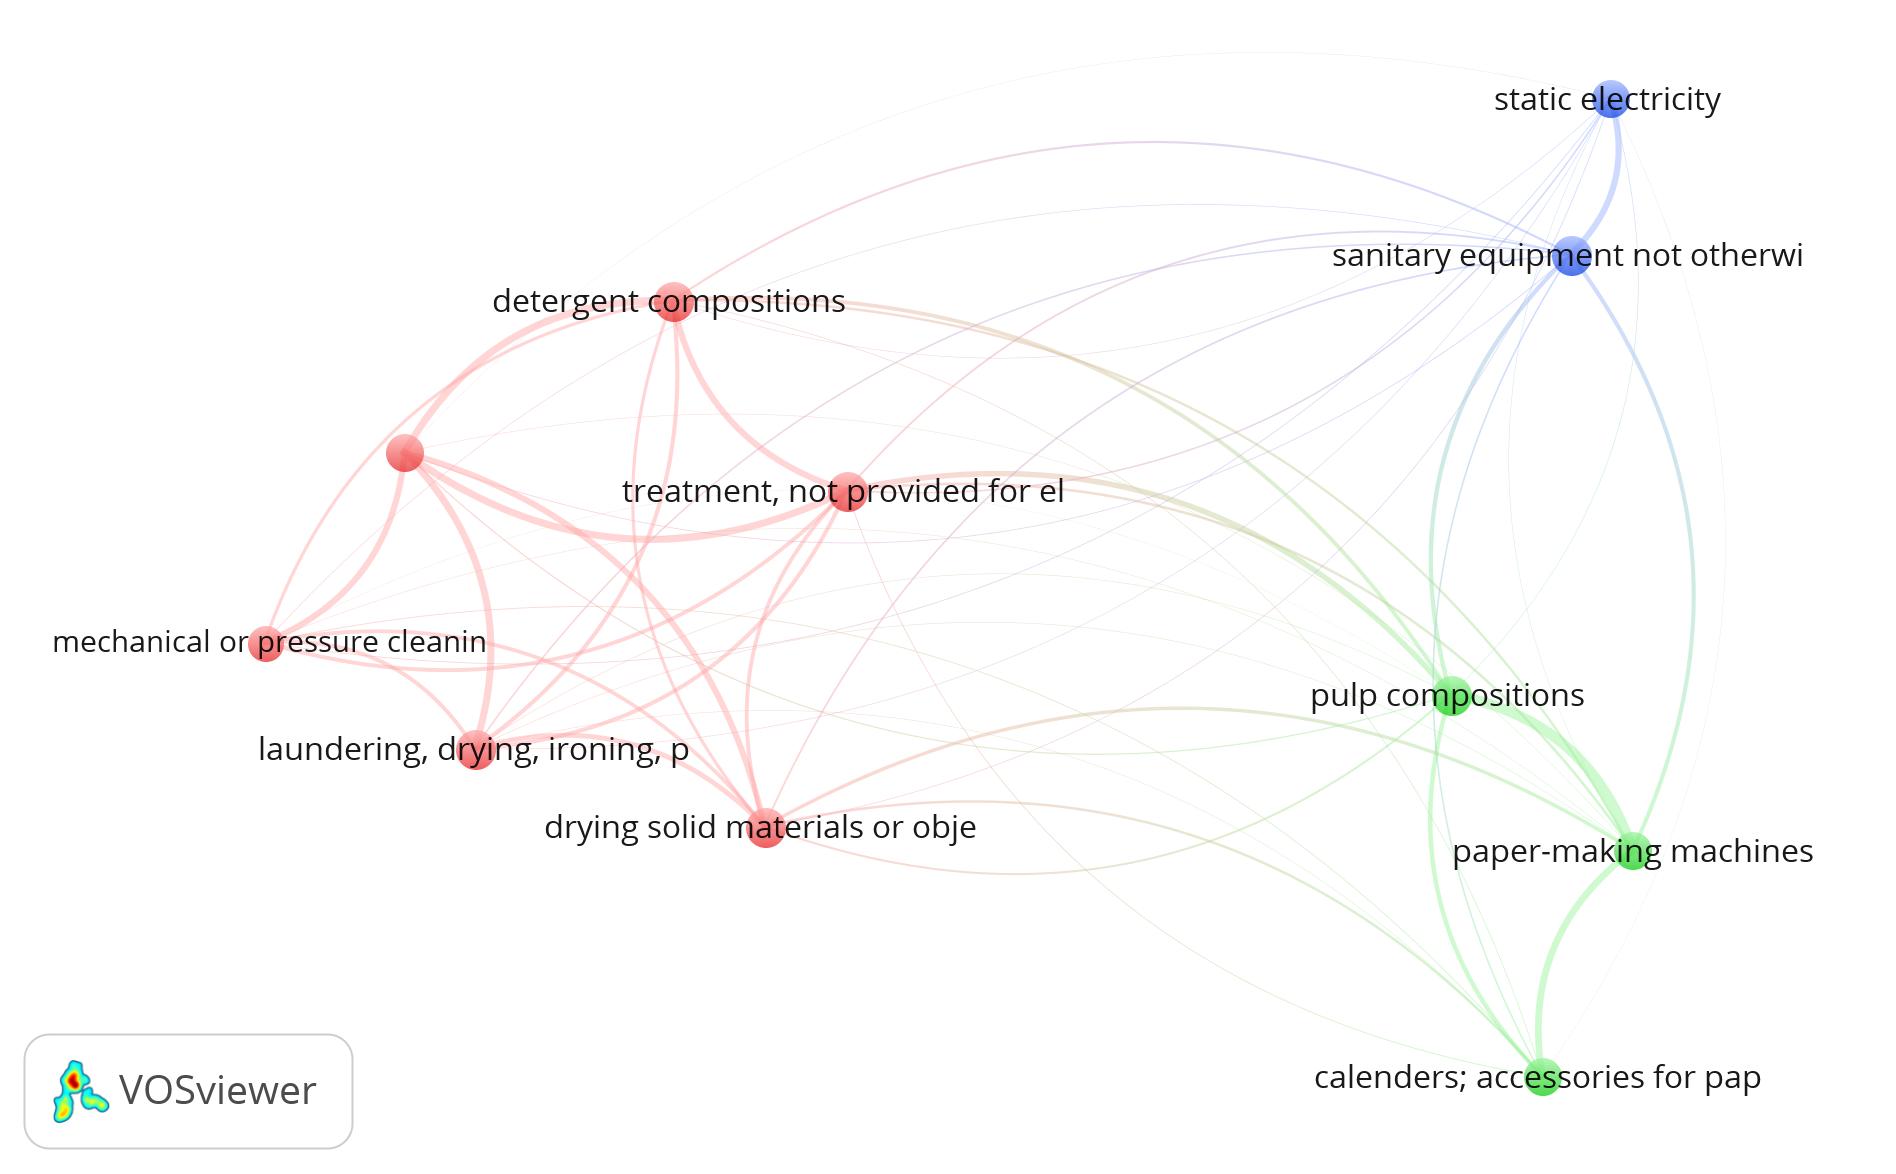 static electricity
sanitary equipment not otherwi
detergent compositions
treatment, not provided for el
mechanical or pressure cleanin
pulp compositions
laundering, drying, ironing, p
drying solid materials or obje
paper-making machines
calenders; accessories for pap
VOSviewer